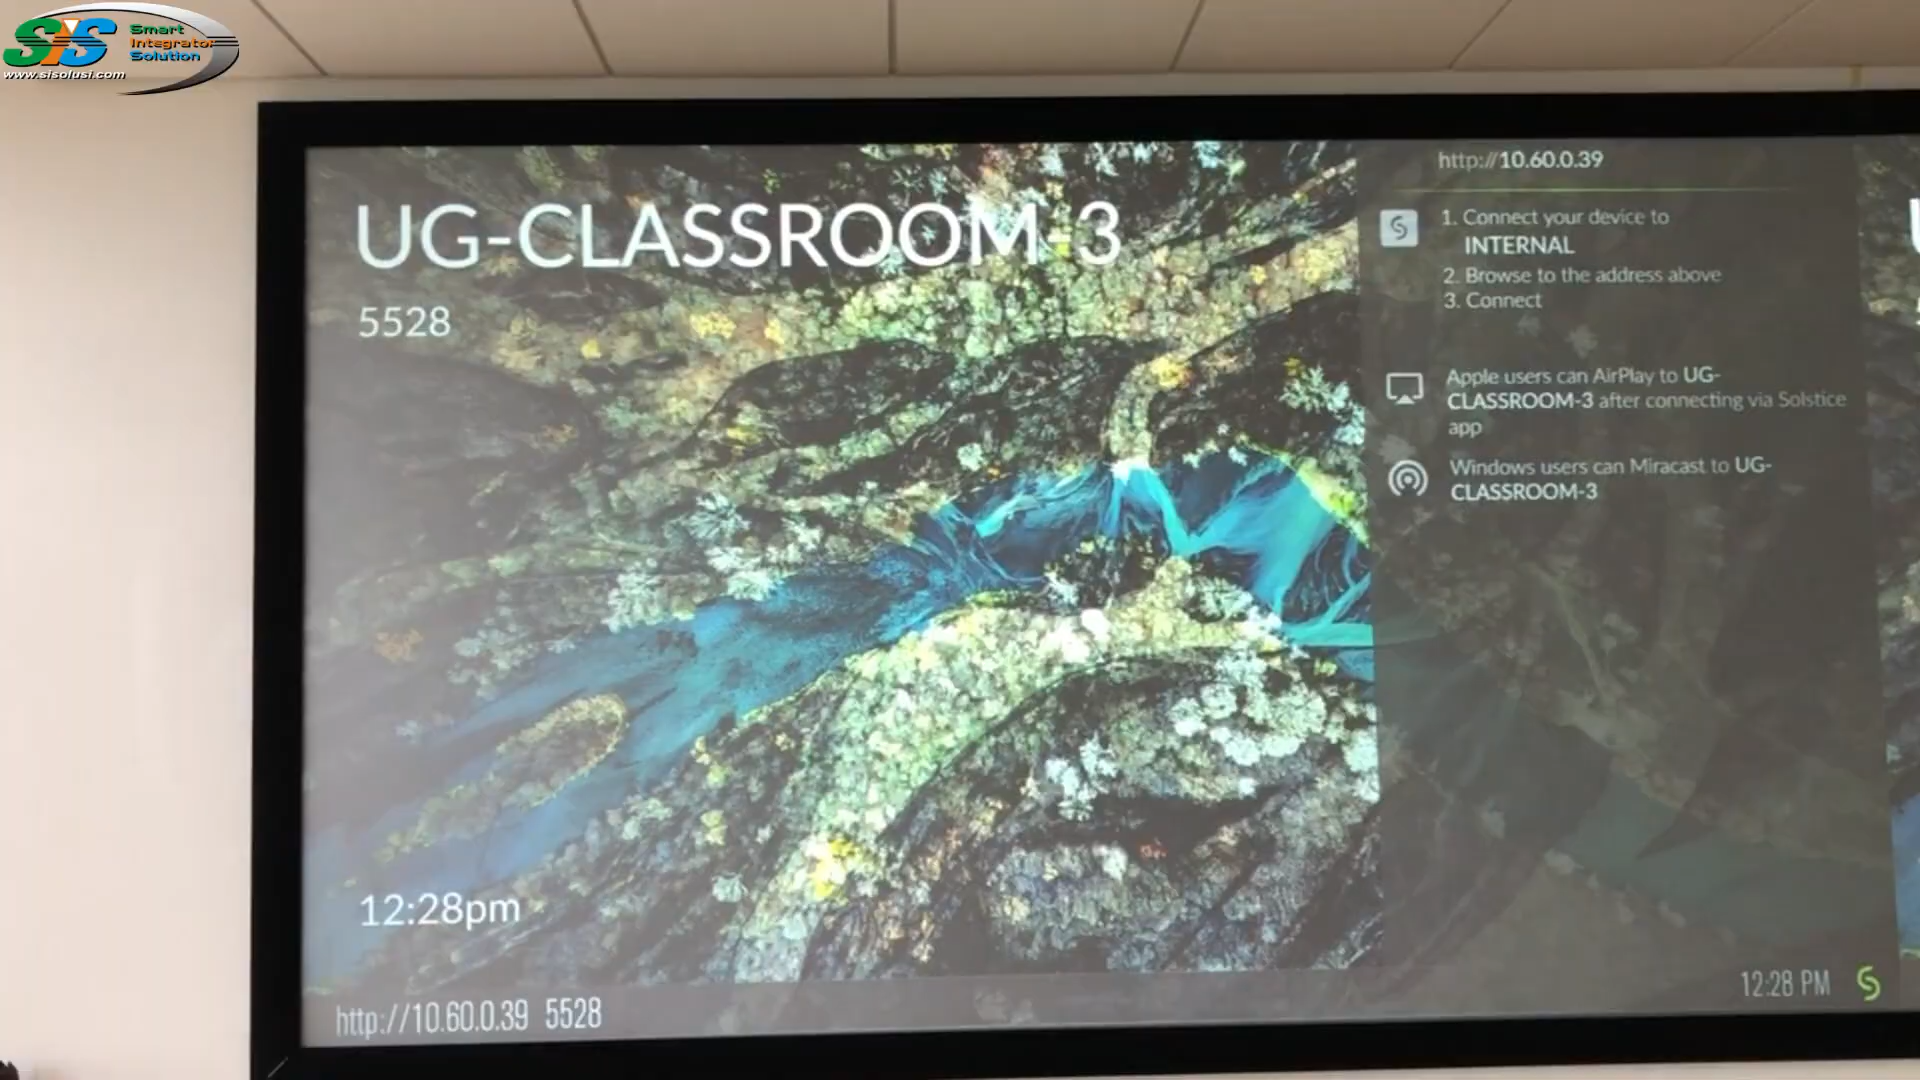 SIS Smart
Integrator
Solution
www.sisolusi.com
UG-CLASSROOM-3
5528
12:28pm
http://10.60.0.39 5528
http://10.60.0.39
1. Connect your device to
INTERNAL
2. Browse to the address above
3. Connect
Apple users can AirPlay to UG-
CLASSROOM-3 after connecting via Solstice
app
Windows users can Miracast to UG-
CLASSROOM-3
12:28 PM